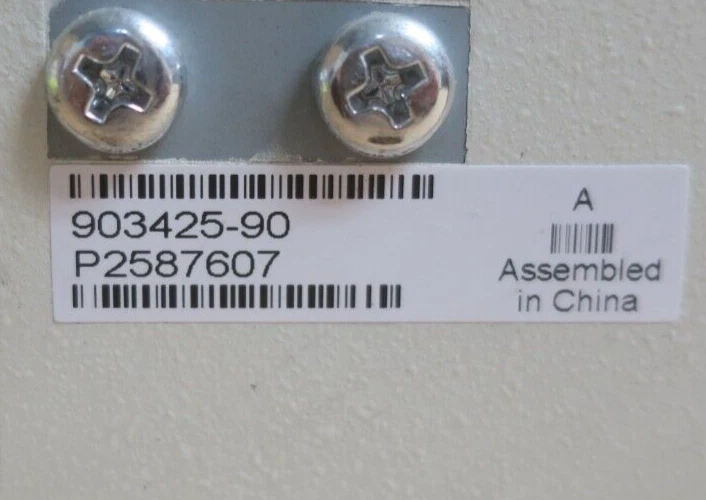 903425-90
P2587607
A
Assembled
in China